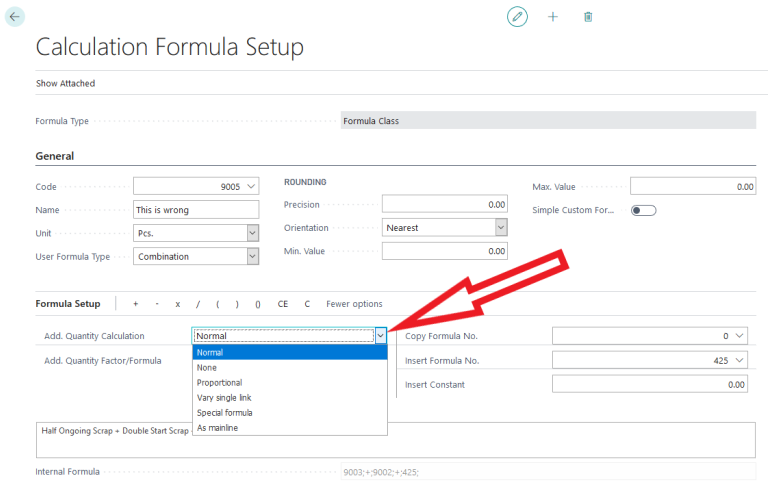 Calculation Formula Setup
Show Attached
Formula Type Formula Class
General
Code 9005
Name This is wrong
Unit Pcs.
User Formula Type Combination
ROUNDING
Precision 0.00
Orientation Nearest
Min. Value 0.00
Max. Value 0.00
Simple Custom For...
Formula Setup + - x / ( ) () CE C Fewer options
Add. Quantity Calculation Normal
Add. Quantity Factor/Formula
Normal
None
Proportional
Vary single link
Special formula
As mainline
Copy Formula No. 0
Insert Formula No. 425
Insert Constant 0.00
Half Ongoing Scrap + Double Start Scrap
Internal Formula 9003;+;9002;+;425;